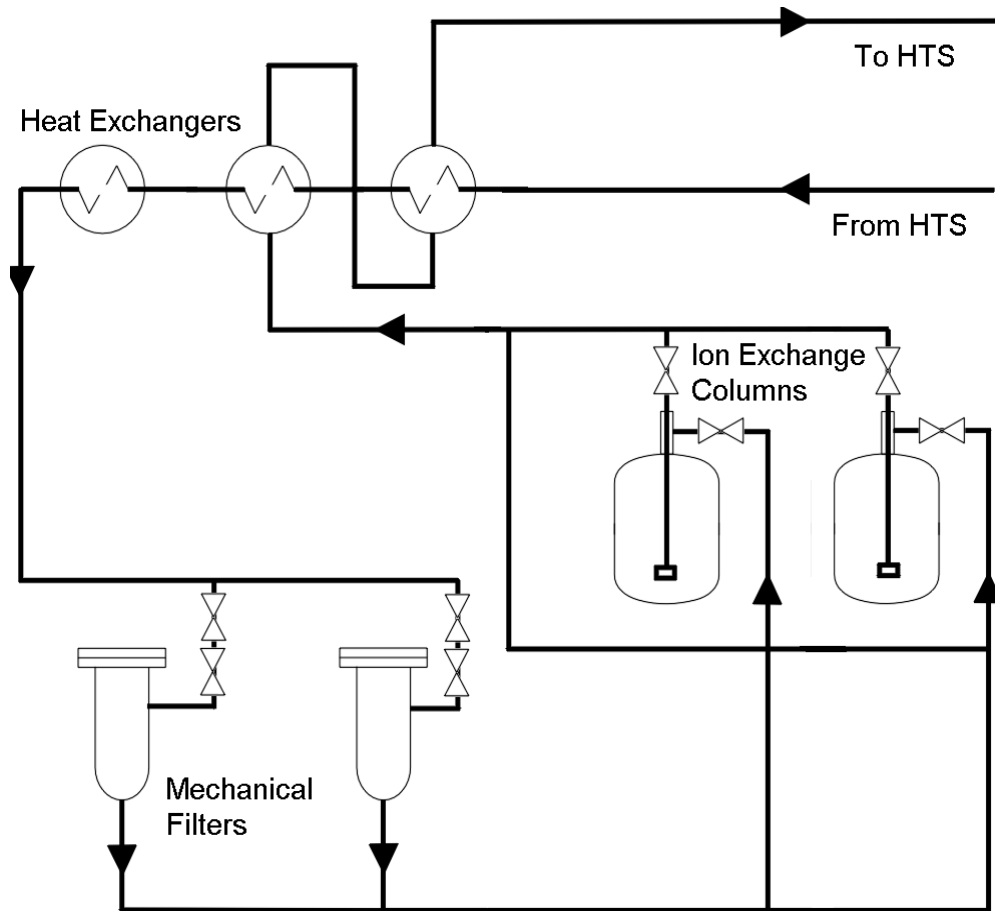 To HTS
Heat Exchangers
From HTS
Ion Exchange
Columns
Mechanical
Filters